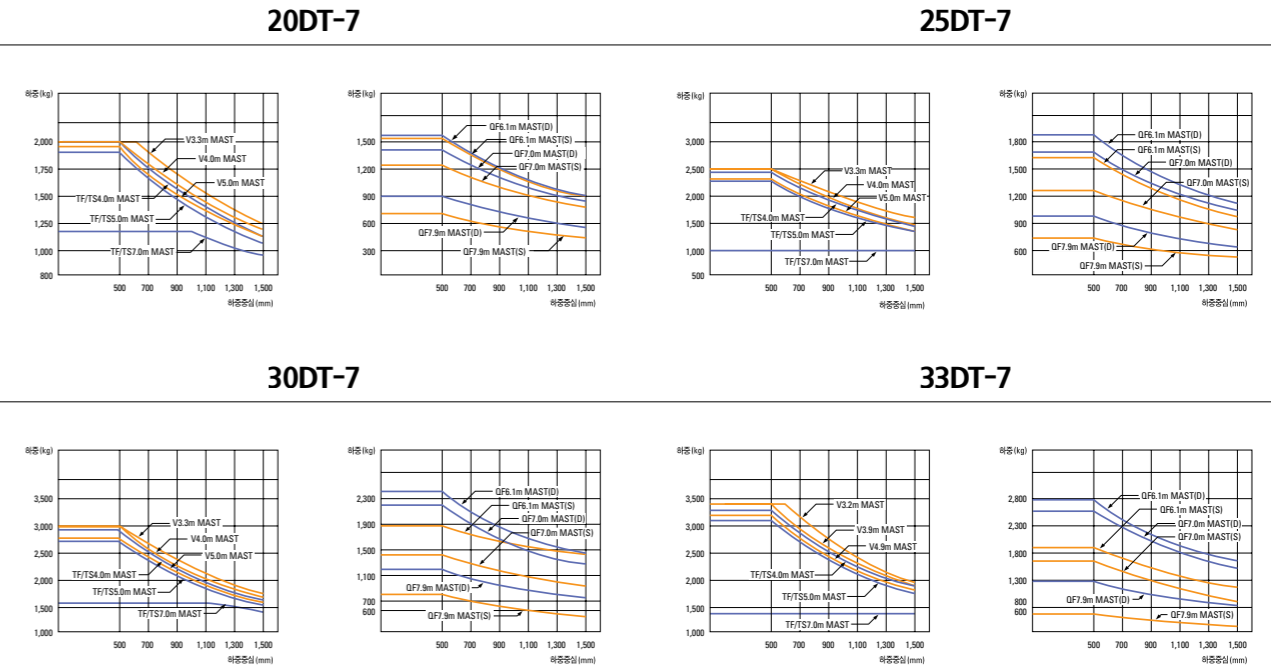 20DT-7
하중(kg)
2,000
1,750
1,500
1,250
1,000
800
V3.3m MAST
V4.0m MAST
V5.0m MAST
TF/TS4.0m MAST
TF/TS5.0m MAST
TF/TS7.0m MAST
500 700 900 1,100 1,300 1,500
하중중심(mm)
하중(kg)
1,500
1,200
900
600
300
QF6.1m MAST(D)
QF6.1m MAST(S)
QF7.0m MAST(D)
QF7.0m MAST(S)
QF7.9m MAST(D)
QF7.9m MAST(S)
500 700 900 1,100 1,300 1,500
하중중심(mm)
25DT-7
하중(kg)
3,000
2,500
2,000
1,500
1,000
500
V3.3m MAST
V4.0m MAST
V5.0m MAST
TF/TS4.0m MAST
TF/TS5.0m MAST
TF/TS7.0m MAST
500 700 900 1,100 1,300 1,500
하중중심(mm)
하중(kg)
1,800
1,500
1,200
900
600
QF6.1m MAST(D)
QF6.1m MAST(S)
QF7.0m MAST(D)
QF7.0m MAST(S)
QF7.9m MAST(D)
QF7.9m MAST(S)
500 700 900 1,100 1,300 1,500
하중중심(mm)
30DT-7
하중(kg)
3,500
3,000
2,500
2,000
1,500
1,000
V3.3m MAST
V4.0m MAST
V5.0m MAST
TF/TS4.0m MAST
TF/TS5.0m MAST
TF/TS7.0m MAST
500 700 900 1,100 1,300 1,500
하중중심(mm)
하중(kg)
2,300
1,900
1,500
1,100
700
600
QF6.1m MAST(D)
QF6.1m MAST(S)
QF7.0m MAST(D)
QF7.0m MAST(S)
QF7.9m MAST(D)
QF7.9m MAST(S)
500 700 900 1,100 1,300 1,500
하중중심(mm)
33DT-7
하중(kg)
3,500
3,000
2,500
2,000
1,500
1,000
V3.2m MAST
V3.9m MAST
V4.9m MAST
TF/TS4.0m MAST
TF/TS5.0m MAST
TF/TS7.0m MAST
500 700 900 1,100 1,300 1,500
하중중심(mm)
하중(kg)
2,800
2,300
1,800
1,300
800
600
QF6.1m MAST(D)
QF6.1m MAST(S)
QF7.0m MAST(D)
QF7.0m MAST(S)
QF7.9m MAST(D)
QF7.9m MAST(S)
500 700 900 1,100 1,300 1,500
하중중심(mm)